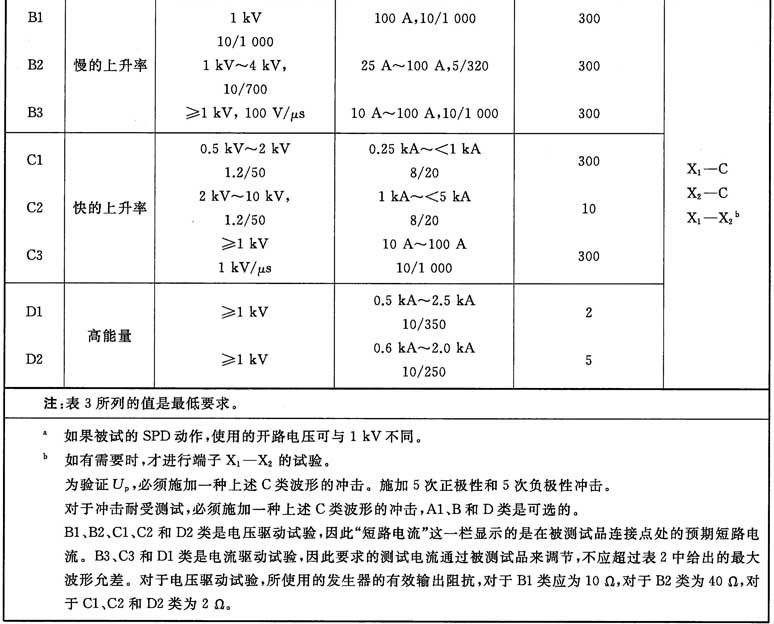 B1 1 kV 100 A,10/1 000 300
10/1 000
B2 慢的上升率 1 kV～4 kV, 25 A～100 A,5/320 300
10/700
B3 ≥1 kV, 100 V/μs 10 A～100 A,10/1 000 300
C1 0.5 kV～2 kV 0.25 kA～<1 kA 300
1.2/50 8/20
C2 快的上升率 2 kV～10 kV, 1 kA～<5 kA 10
1.2/50 8/20
C3 ≥1 kV 10 A～100 A 300
1 kV/μs 10/1 000
X₁—C
X₂—C
X₁—X₂ᵇ
D1 高能量 ≥1 kV 0.5 kA～2.5 kA 2
10/350
D2 ≥1 kV 0.6 kA～2.0 kA 5
10/250
注:表 3 所列的值是最低要求。
ᵃ 如果被试的 SPD 动作,使用的开路电压可与 1 kV 不同。
ᵇ 如有需要时,才进行端子 X₁—X₂ 的试验。
为验证 Uₚ,必须施加一种上述 C 类波形的冲击。施加 5 次正极性和 5 次负极性冲击。
对于冲击耐受测试,必须施加一种上述 C 类波形的冲击,A1、B 和 D 类是可选的。
B1、B2、C1、C2 和 D2 类是电压驱动试验,因此“短路电流”这一栏显示的是在被测试品连接点处的预期短路电
流。B3、C3 和 D1 类是电流驱动试验,因此要求的测试电流通过被测试品来调节,不应超过表 2 中给出的最大
波形允差。对于电压驱动试验,所使用的发生器的有效输出阻抗,对于 B1 类应为 10 Ω,对于 B2 类为 40 Ω,对
于 C1、C2 和 D2 类为 2 Ω。